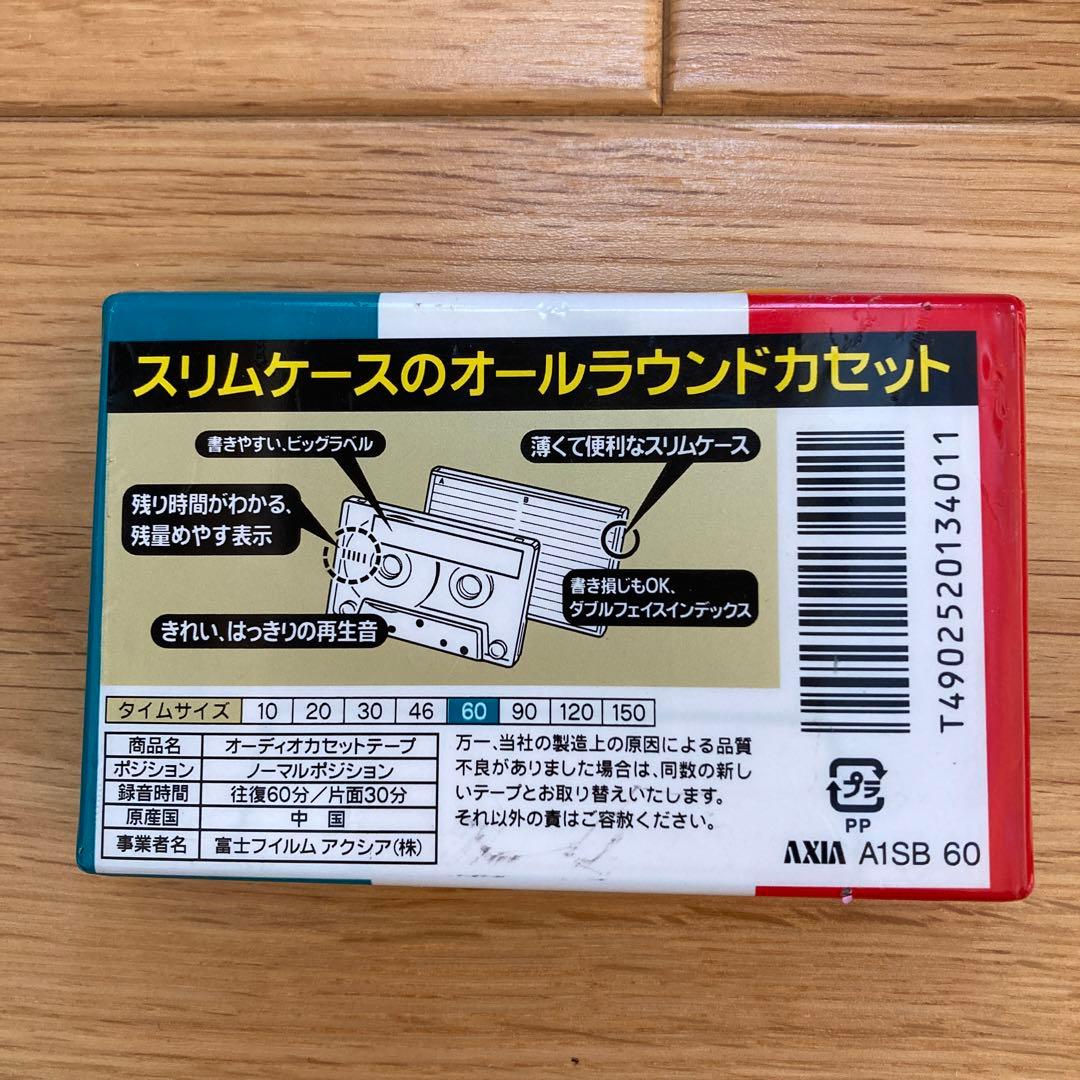 スリムケースのオールラウンドカセット
書きやすい、ビッグラベル
薄くて便利なスリムケース
残り時間がわかる、
残量めやす表示
A
B
書き損じもOK、
ダブルフェイスインデックス
きれい、はっきりの再生音
T4902520134011
タイムサイズ 10 20 30 46 60 90 120 150
商品名 オーディオカセットテープ
ポジション ノーマルポジション
録音時間 往復60分/片面30分
原産国 中国
事業者名 富士フイルム アクシア(株)
万一、当社の製造上の原因による品質
不良がありました場合は、同数の新し
いテープとお取り替えいたします。
それ以外の責はご容赦ください。
プラ
PP
AXIA A1SB 60